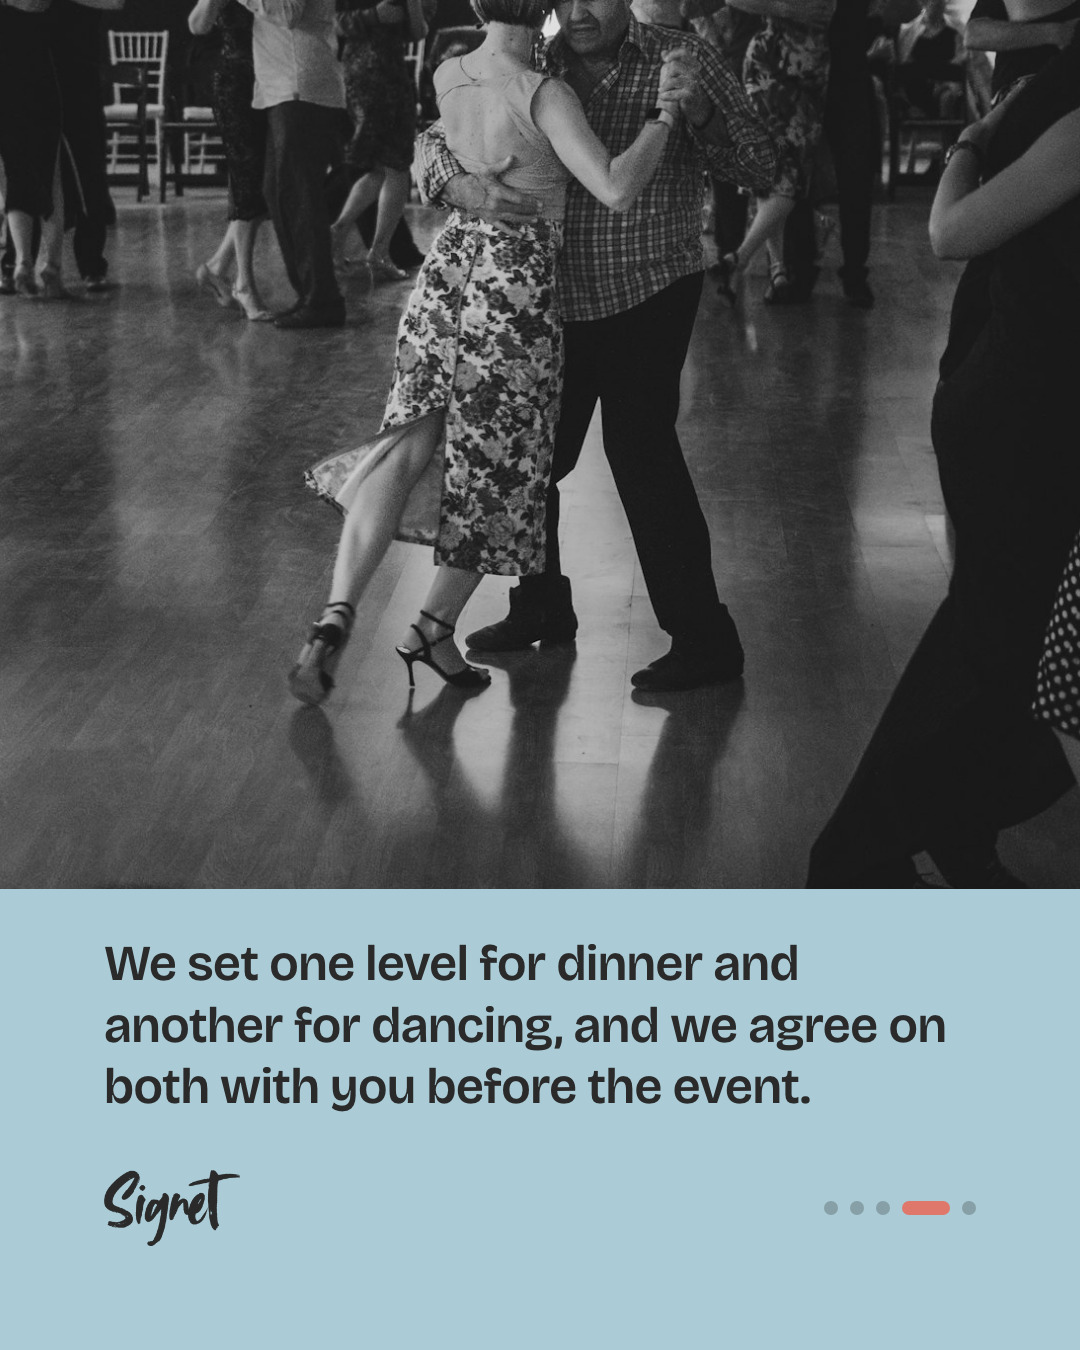 We set one level for dinner and
another for dancing, and we agree on
both with you before the event.
Signet